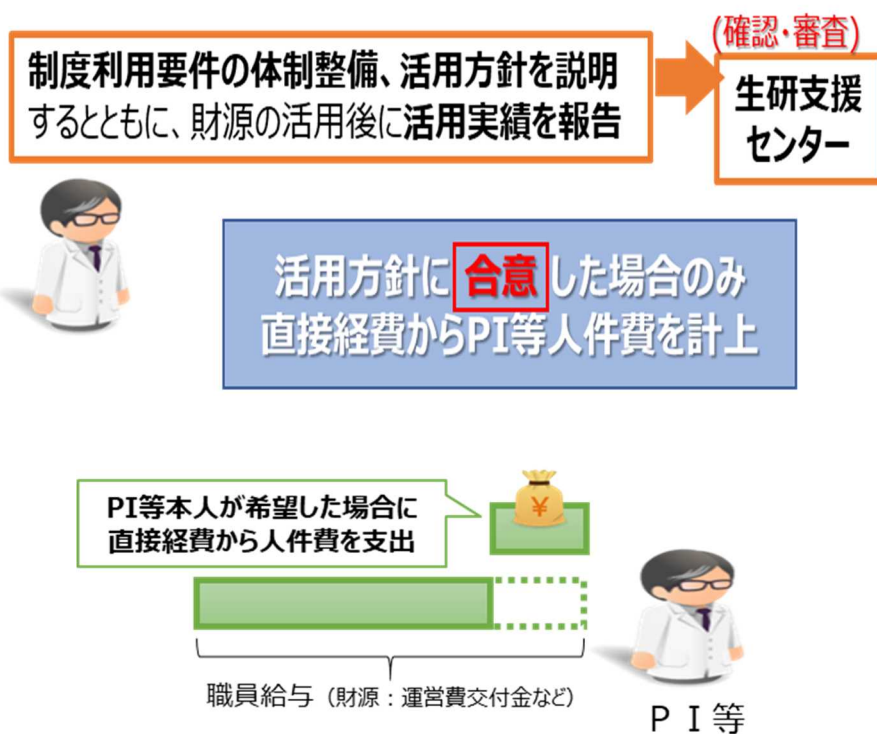 (確認・審査)
制度利用要件の体制整備、活用方針を説明
するとともに、財源の活用後に活用実績を報告
生研支援
センター
活用方針に合意した場合のみ
直接経費からPI等人件費を計上
PI等本人が希望した場合に
直接経費から人件費を支出
¥
職員給与（財源：運営費交付金など）
ＰＩ等